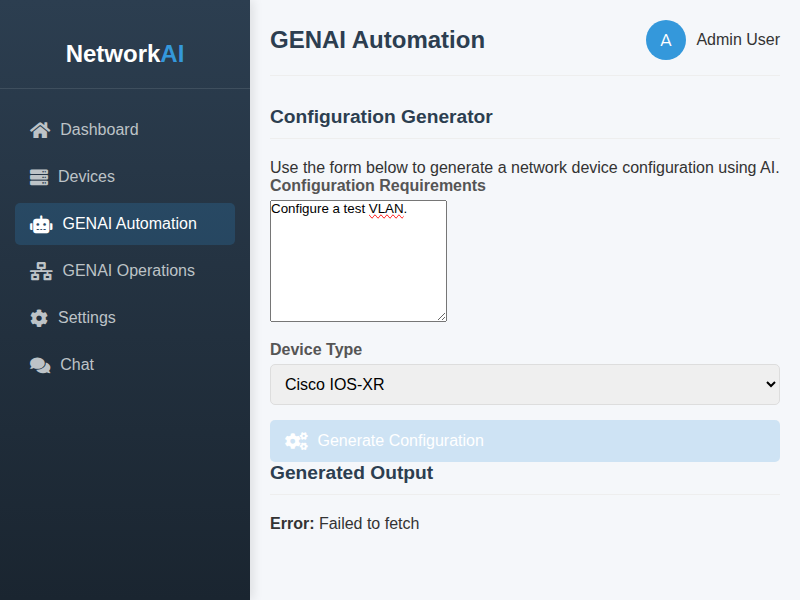 NetworkAI
Dashboard
Devices
GENAI Automation
GENAI Operations
Settings
Chat
GENAI Automation
A
Admin User
Configuration Generator
Use the form below to generate a network device configuration using AI.
Configuration Requirements
Configure a test VLAN.
Device Type
Cisco IOS-XR
Generate Configuration
Generated Output
Error: Failed to fetch